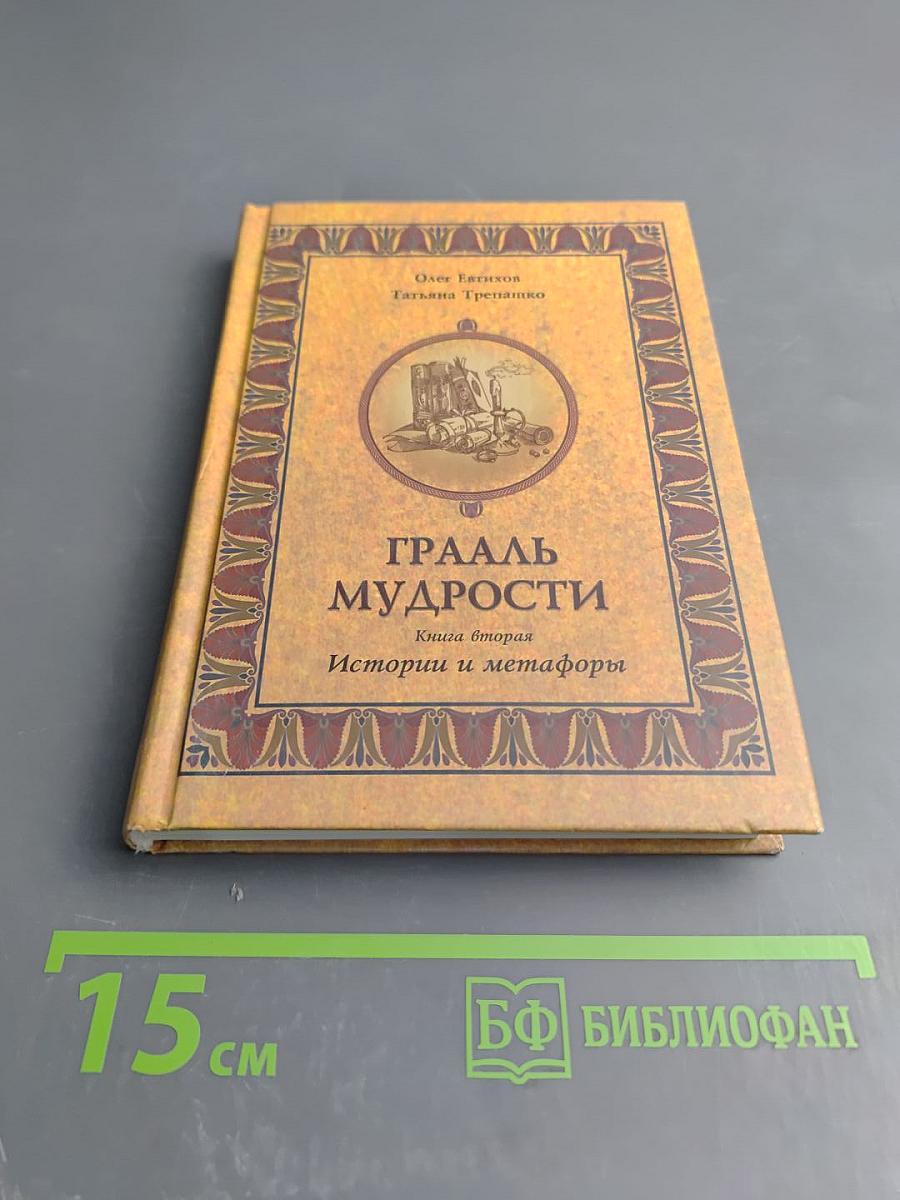 Олег Евтихов
Татьяна Трепашко
ГРААЛЬ
МУДРОСТИ
Книга вторая
Истории и метафоры
15 см
БФ БИБЛИОФАН